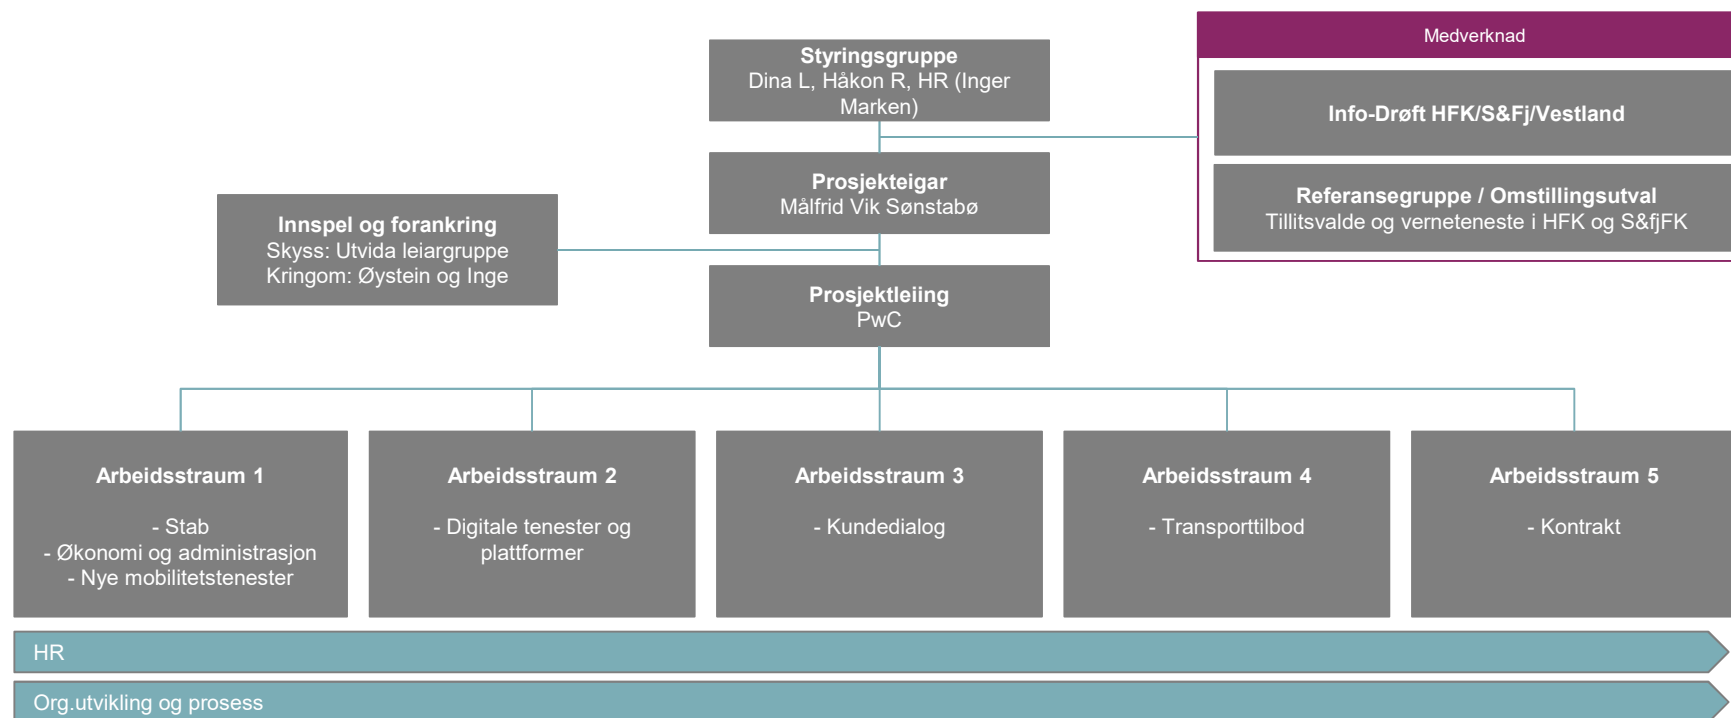 Styringsgruppe
Dina L, Håkon R, HR (Inger
Marken)
Medverknad
Info-Drøft HFK/S&Fj/Vestland
Referansegruppe / Omstillingsutval
Tillitsvalde og verneteneste i HFK og S&fjFK
Prosjekteigar
Målfrid Vik Sønstabø
Innspel og forankring
Skyss: Utvida leiargruppe
Kringom: Øystein og Inge
Prosjektleiing
PwC
Arbeidsstraum 1
- Stab
- Økonomi og administrasjon
- Nye mobilitetstenester
Arbeidsstraum 2
- Digitale tenester og
plattformer
Arbeidsstraum 3
- Kundedialog
Arbeidsstraum 4
- Transporttilbod
Arbeidsstraum 5
- Kontrakt
HR
Org.utvikling og prosess